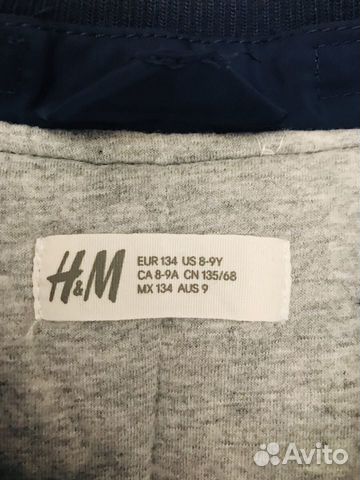 H&M
EUR 134 US 8-9Y
CA 8-9A CN 135/68
MX 134 AUS 9
Avito